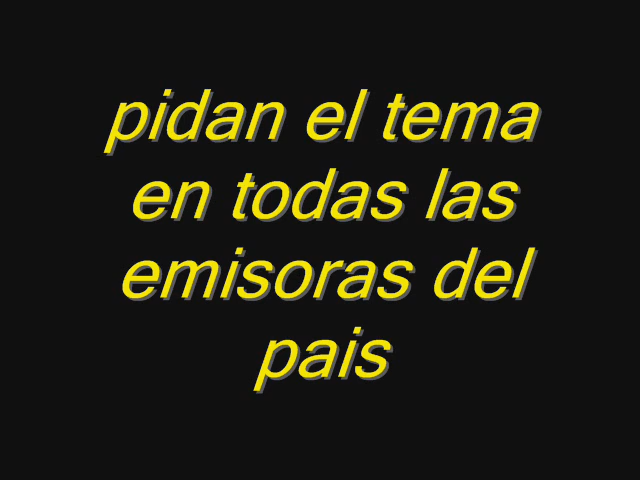 pidan el tema
en todas las
emisoras del
pais